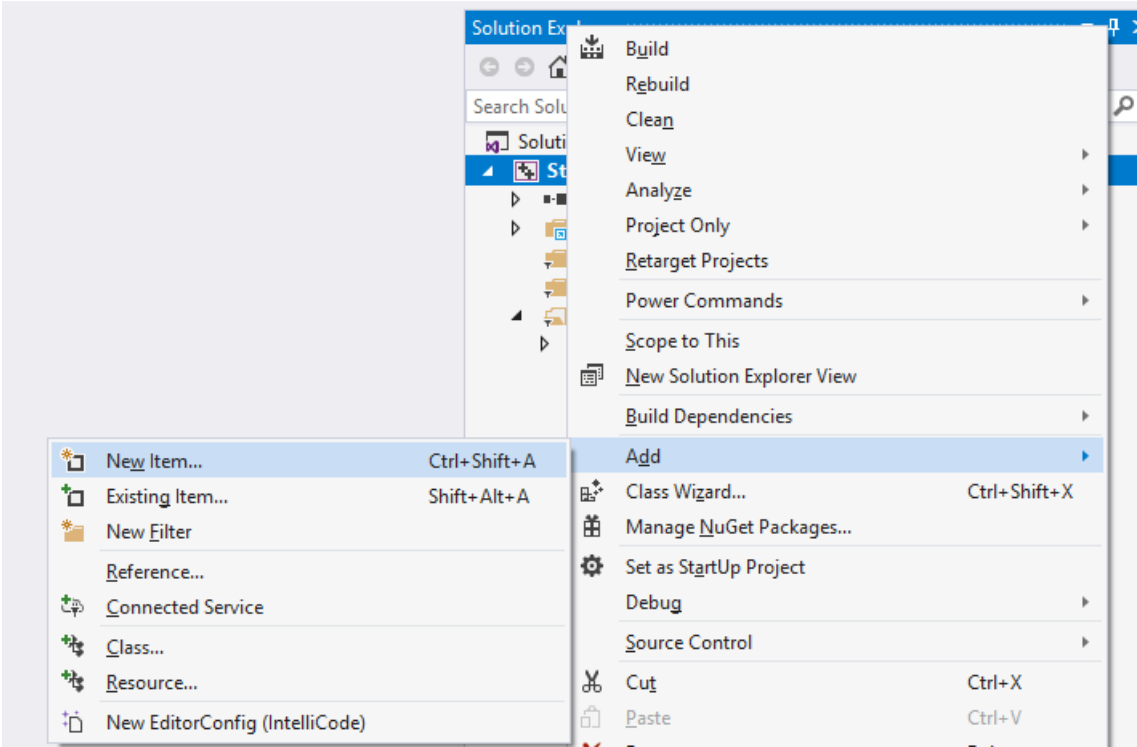 Solution Ex
Search Solu
Soluti
St
Build
Rebuild
Clean
View
Analyze
Project Only
Retarget Projects
Power Commands
Scope to This
New Solution Explorer View
Build Dependencies
Add
Class Wizard... Ctrl+Shift+X
Manage NuGet Packages...
Set as StartUp Project
Debug
Source Control
Cut Ctrl+X
Paste Ctrl+V
New Item... Ctrl+Shift+A
Existing Item... Shift+Alt+A
New Filter
Reference...
Connected Service
Class...
Resource...
New EditorConfig (IntelliCode)